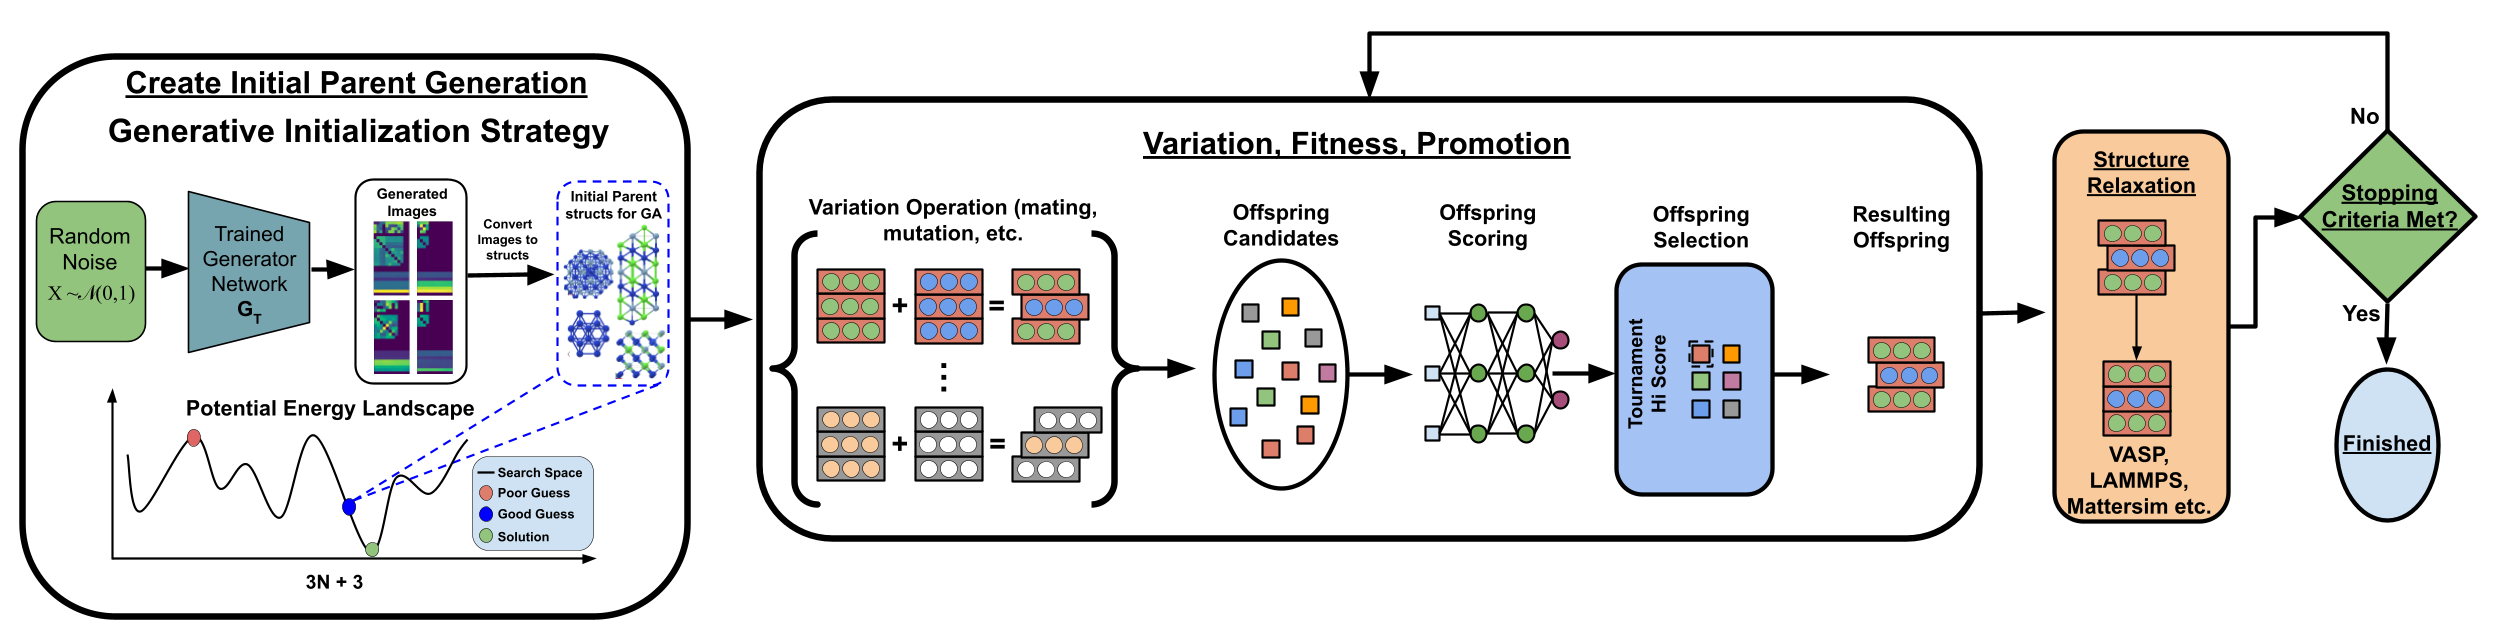 Create Initial Parent Generation
Generative Initialization Strategy
Random
Noise
X ~𝒩(0,1)
Trained
Generator
Network
G_T
Generated
Images
Convert
Images to
structs
Initial Parent
structs for GA
Potential Energy Landscape
Search Space
Poor Guess
Good Guess
Solution
3N + 3
Variation, Fitness, Promotion
Variation Operation (mating,
mutation, etc.
+
=
+
=
Offspring
Candidates
Offspring
Scoring
Offspring
Selection
Tournament
Hi Score
Resulting
Offspring
Structure
Relaxation
VASP,
LAMMPS,
Mattersim etc.
No
Stopping
Criteria Met?
Yes
Finished